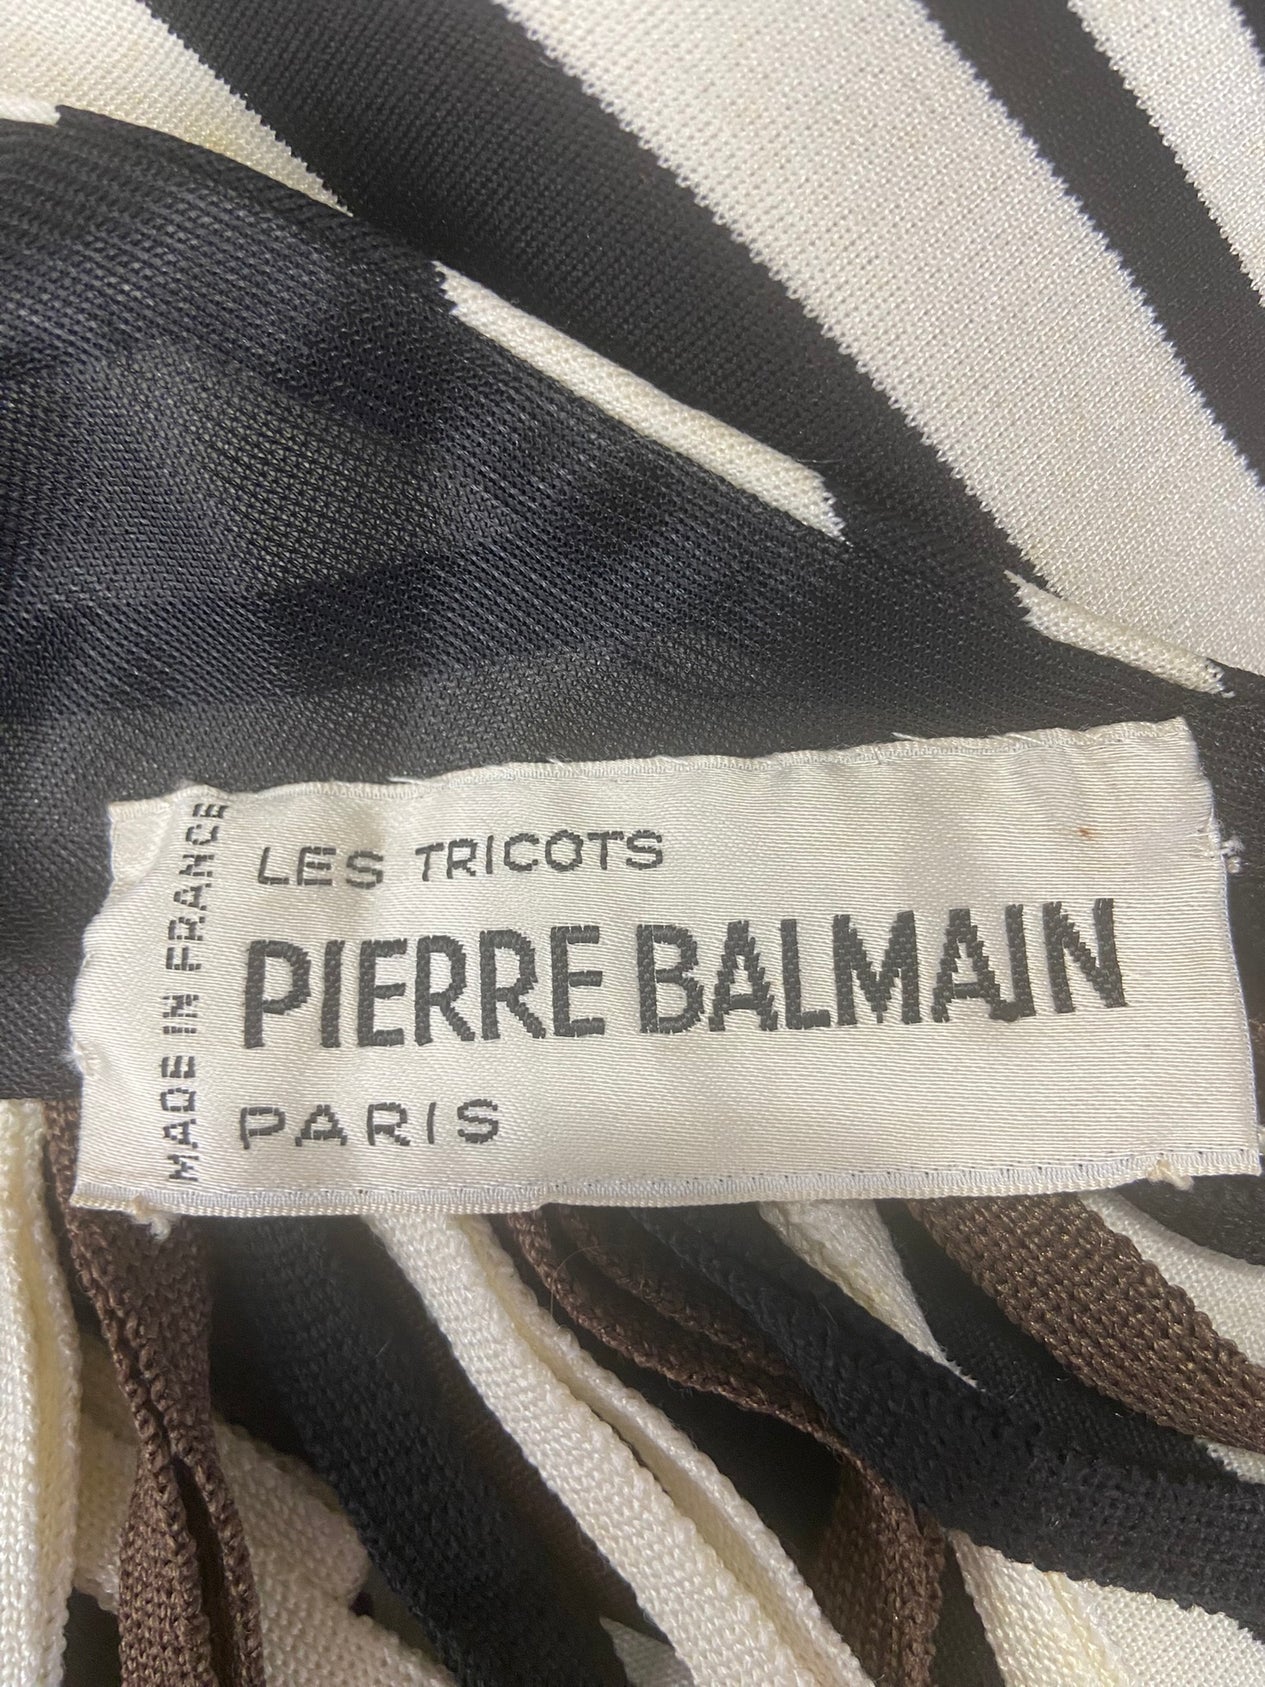 LES TRICOTS
PIERRE BALMAIN
PARIS
MADE IN FRANCE